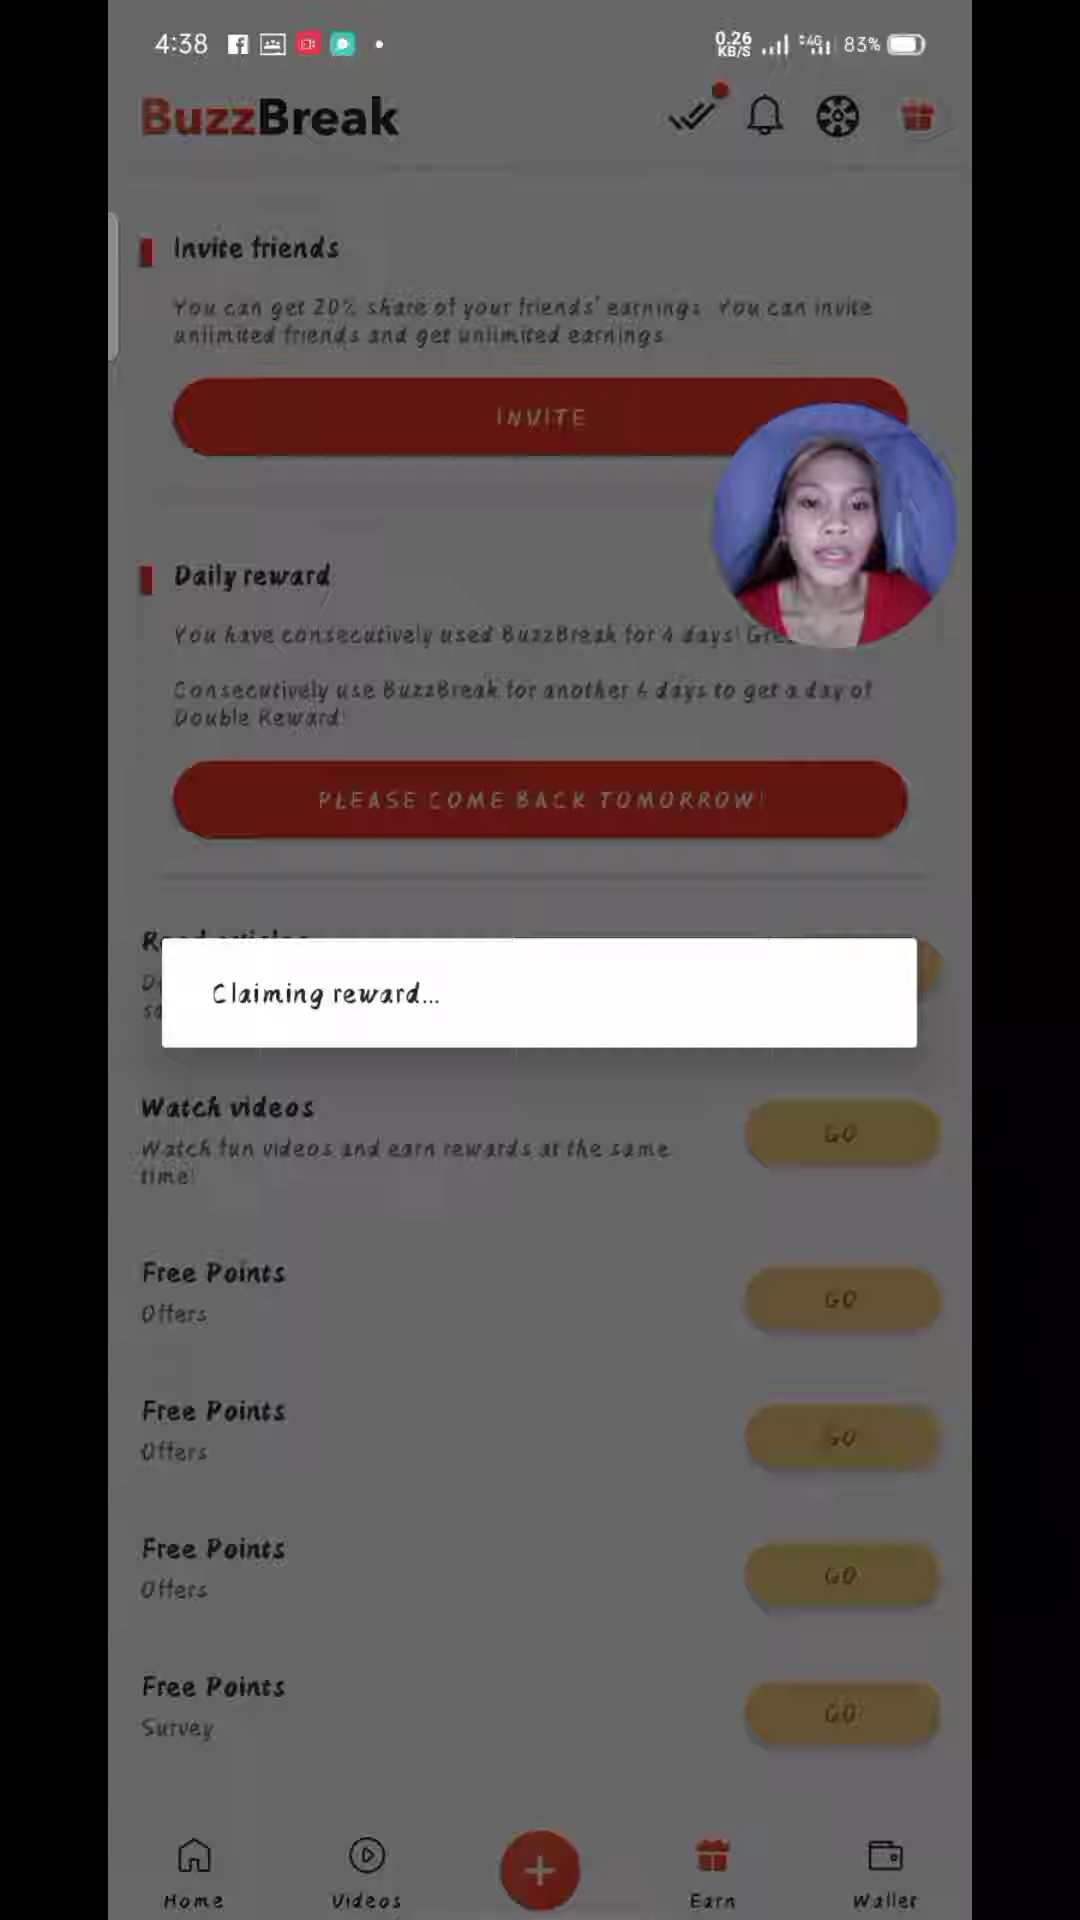 4:38
0.26
KB/S
4G
83%
BuzzBreak
Invite friends
You can get 20% share of your friends' earnings. You can invite
unlimited friends and get unlimited earnings
INVITE
Daily reward
You have consecutively used BuzzBreak for 4 days!
Consecutively use BuzzBreak for another 6 days to get a day of
Double Reward!
PLEASE COME BACK TOMORROW!
Claiming reward...
Watch videos
GO
Watch fun videos and earn rewards at the same
time!
Free Points
GO
Offers
Free Points
GO
Offers
Free Points
GO
Offers
Free Points
GO
Survey
Home
Videos
Earn
Wallet